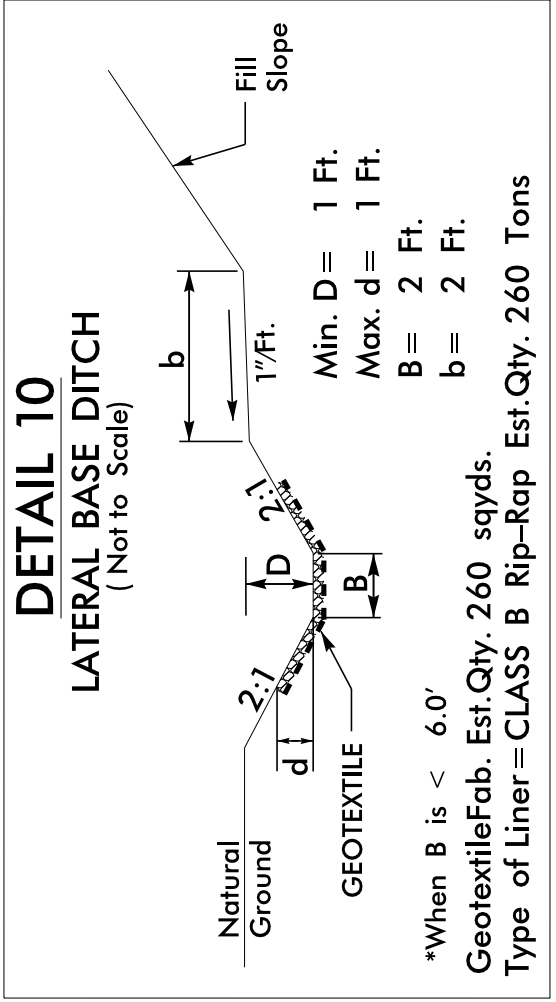 DETAIL 10
LATERAL BASE DITCH
( Not to Scale)
b
Fill
Slope
1"/Ft.
Natural
Ground
2:1
2:1
D
d
B
GEOTEXTILE
Min. D= 1 Ft.
Max. d= 1 Ft.
B= 2 Ft.
b= 2 Ft.
*When B is < 6.0'
GeotextileFab. Est.Qty. 260 sqyds.
Type of Liner=CLASS B Rip-Rap Est.Qty. 260 Tons